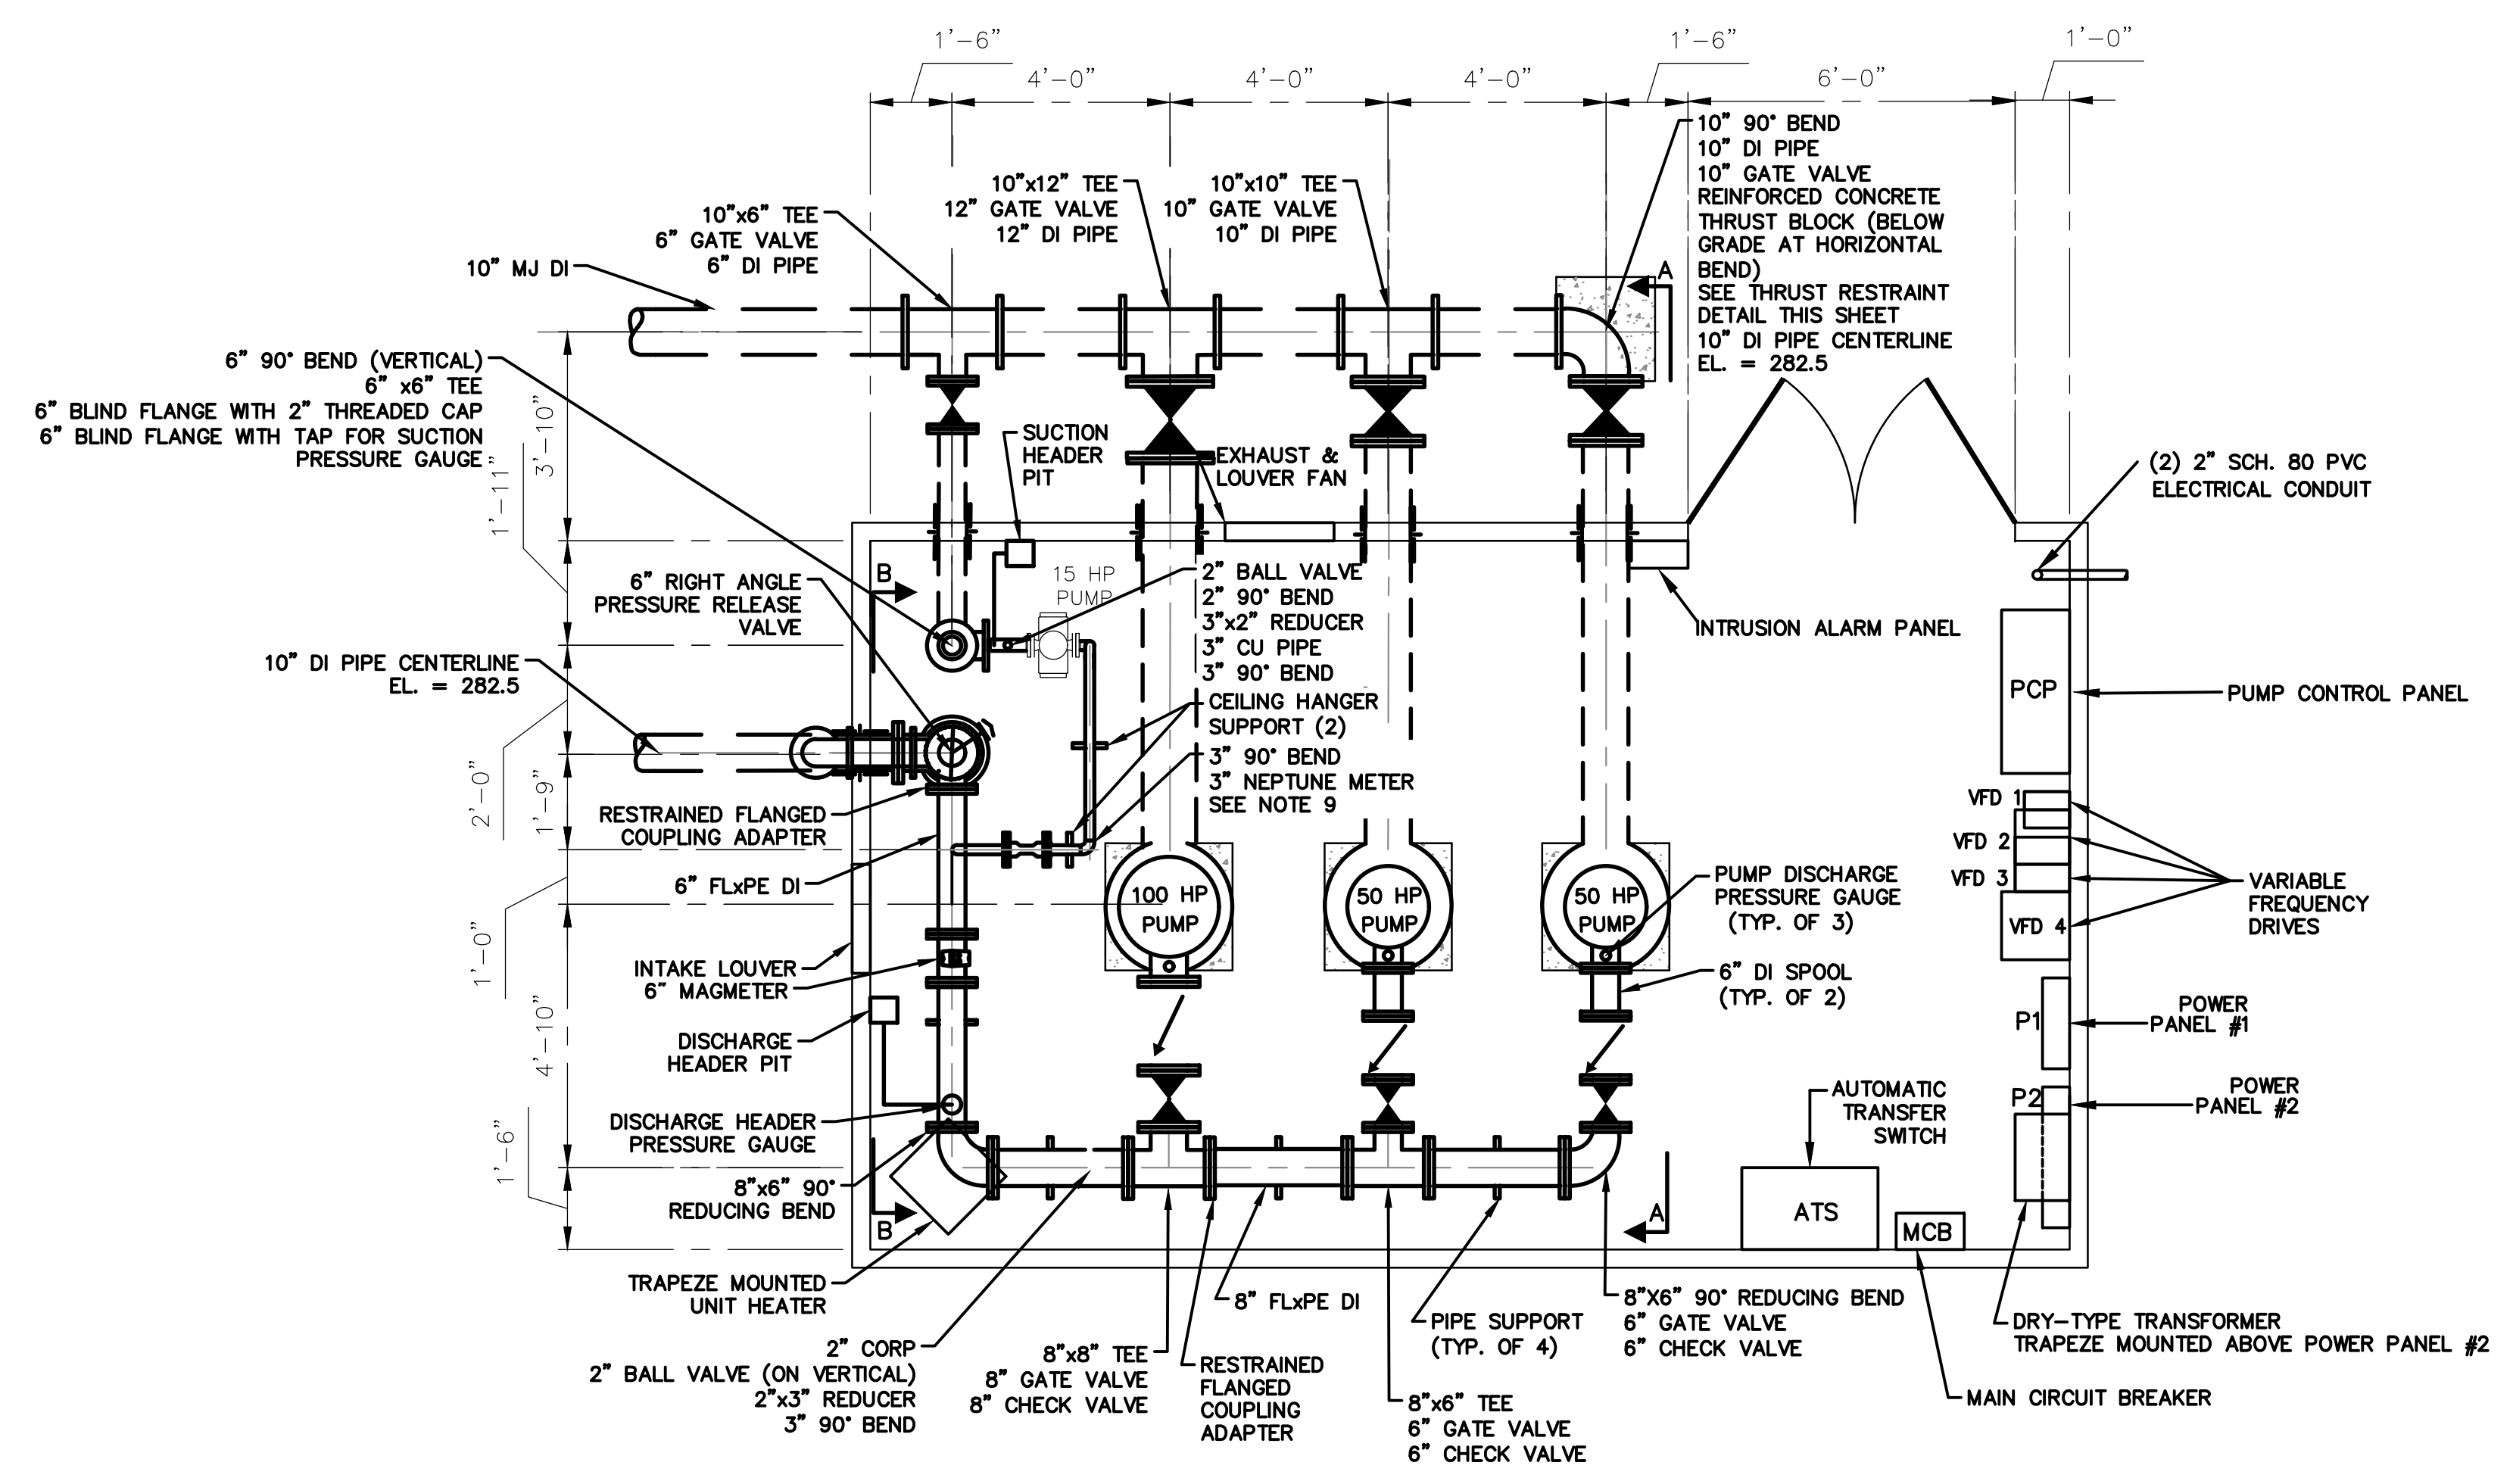 1'-6"
4'-0"
4'-0"
4'-0"
1'-6"
6'-0"
1'-0"
10" 90° BEND
10" DI PIPE
10" GATE VALVE
REINFORCED CONCRETE
THRUST BLOCK (BELOW
GRADE AT HORIZONTAL
BEND)
SEE THRUST RESTRAINT
DETAIL THIS SHEET
10" DI PIPE CENTERLINE
EL. = 282.5
10"x12" TEE
12" GATE VALVE
12" DI PIPE
10"x10" TEE
10" GATE VALVE
10" DI PIPE
10"x6" TEE
6" GATE VALVE
6" DI PIPE
10" MJ DI
A
6" 90° BEND (VERTICAL)
6" x6" TEE
6" BLIND FLANGE WITH 2" THREADED CAP
6" BLIND FLANGE WITH TAP FOR SUCTION
PRESSURE GAUGE
3'-10"
1'-11"
SUCTION
HEADER
PIT
EXHAUST &
LOUVER FAN
(2) 2" SCH. 80 PVC
ELECTRICAL CONDUIT
B
15 HP
PUMP
2" BALL VALVE
2" 90° BEND
3"x2" REDUCER
3" CU PIPE
3" 90° BEND
6" RIGHT ANGLE
PRESSURE RELEASE
VALVE
INTRUSION ALARM PANEL
10" DI PIPE CENTERLINE
EL. = 282.5
PCP
PUMP CONTROL PANEL
CEILING HANGER
SUPPORT (2)
3" 90° BEND
3" NEPTUNE METER
SEE NOTE 9
2'-0"
1'-9"
RESTRAINED FLANGED
COUPLING ADAPTER
VFD 1
VFD 2
VFD 3
VFD 4
VARIABLE
FREQUENCY
DRIVES
6" FLxPE DI
100 HP
PUMP
50 HP
PUMP
50 HP
PUMP
PUMP DISCHARGE
PRESSURE GAUGE
(TYP. OF 3)
1'-0"
INTAKE LOUVER
6" MAGMETER
6" DI SPOOL
(TYP. OF 2)
4'-10"
DISCHARGE
HEADER PIT
P1
POWER
PANEL #1
P2
POWER
PANEL #2
AUTOMATIC
TRANSFER
SWITCH
DISCHARGE HEADER
PRESSURE GAUGE
1'-6"
8"x6" 90°
REDUCING BEND
B
A
ATS
MCB
TRAPEZE MOUNTED
UNIT HEATER
8" FLxPE DI
PIPE SUPPORT
(TYP. OF 4)
8"X6" 90° REDUCING BEND
6" GATE VALVE
6" CHECK VALVE
DRY-TYPE TRANSFORMER
TRAPEZE MOUNTED ABOVE POWER PANEL #2
2" CORP
2" BALL VALVE (ON VERTICAL)
2"x3" REDUCER
3" 90° BEND
8"x8" TEE
8" GATE VALVE
8" CHECK VALVE
RESTRAINED
FLANGED
COUPLING
ADAPTER
8"x6" TEE
6" GATE VALVE
6" CHECK VALVE
MAIN CIRCUIT BREAKER